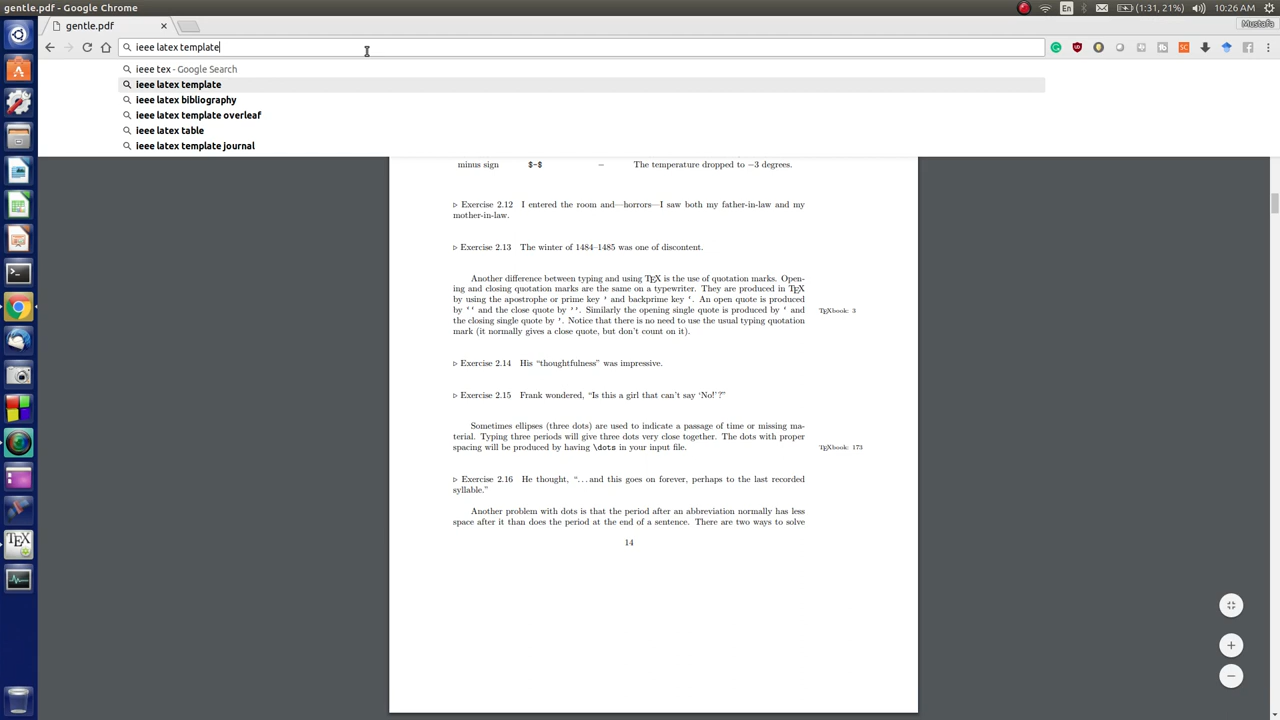 gentle.pdf - Google Chrome
En
(1:31, 21%)
10:26 AM
gentle.pdf
Mustafa
ieee latex template
ieee tex - Google Search
ieee latex template
ieee latex bibliography
ieee latex template overleaf
ieee latex table
ieee latex template journal
minus sign $-$ − The temperature dropped to −3 degrees.
▷ Exercise 2.12 I entered the room and—horrors—I saw both my father-in-law and my
mother-in-law.
▷ Exercise 2.13 The winter of 1484–1485 was one of discontent.
Another difference between typing and using TEX is the use of quotation marks. Open-
ing and closing quotation marks are the same on a typewriter. They are produced in TEX
by using the apostrophe or prime key ' and backprime key `. An open quote is produced
by `` and the close quote by ''. Similarly the opening single quote is produced by ` and
the closing single quote by '. Notice that there is no need to use the usual typing quotation
mark (it normally gives a close quote, but don't count on it).
TEXbook: 3
▷ Exercise 2.14 His “thoughtfulness” was impressive.
▷ Exercise 2.15 Frank wondered, “Is this a girl that can't say ‘No!’?”
Sometimes ellipses (three dots) are used to indicate a passage of time or missing ma-
terial. Typing three periods will give three dots very close together. The dots with proper
spacing will be produced by having \dots in your input file.
TEXbook: 173
▷ Exercise 2.16 He thought, “. . . and this goes on forever, perhaps to the last recorded
syllable.”
Another problem with dots is that the period after an abbreviation normally has less
space after it than does the period at the end of a sentence. There are two ways to solve
14
TEX